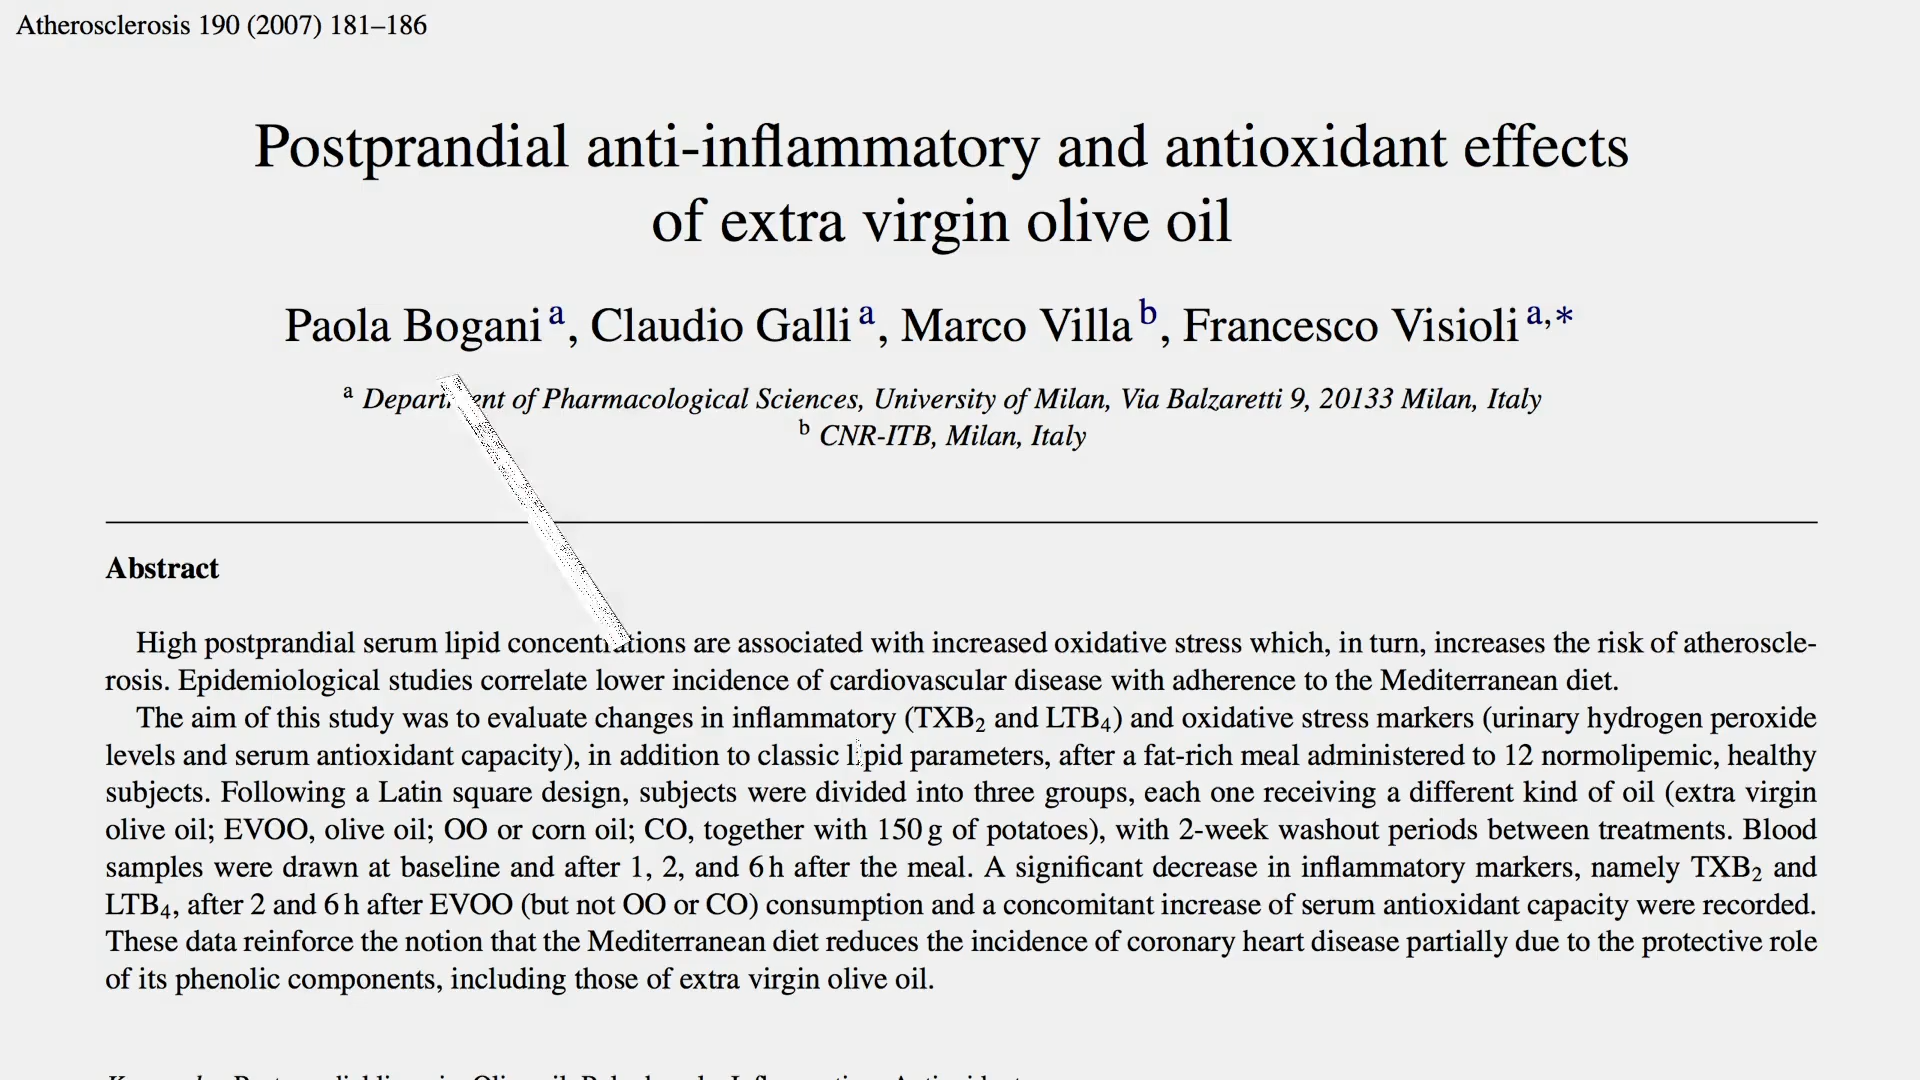 Atherosclerosis 190 (2007) 181–186
Postprandial anti-inflammatory and antioxidant effects
of extra virgin olive oil
Paola Bogani a, Claudio Galli a, Marco Villa b, Francesco Visioli a,*
a Department of Pharmacological Sciences, University of Milan, Via Balzaretti 9, 20133 Milan, Italy
b CNR-ITB, Milan, Italy
Abstract
High postprandial serum lipid concentrations are associated with increased oxidative stress which, in turn, increases the risk of atheroscle-
rosis. Epidemiological studies correlate lower incidence of cardiovascular disease with adherence to the Mediterranean diet.
The aim of this study was to evaluate changes in inflammatory (TXB2 and LTB4) and oxidative stress markers (urinary hydrogen peroxide
levels and serum antioxidant capacity), in addition to classic lipid parameters, after a fat-rich meal administered to 12 normolipemic, healthy
subjects. Following a Latin square design, subjects were divided into three groups, each one receiving a different kind of oil (extra virgin
olive oil; EVOO, olive oil; OO or corn oil; CO, together with 150 g of potatoes), with 2-week washout periods between treatments. Blood
samples were drawn at baseline and after 1, 2, and 6 h after the meal. A significant decrease in inflammatory markers, namely TXB2 and
LTB4, after 2 and 6 h after EVOO (but not OO or CO) consumption and a concomitant increase of serum antioxidant capacity were recorded.
These data reinforce the notion that the Mediterranean diet reduces the incidence of coronary heart disease partially due to the protective role
of its phenolic components, including those of extra virgin olive oil.